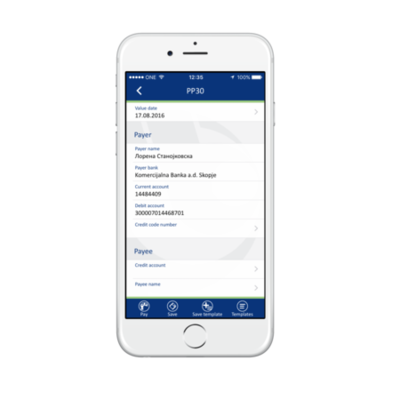 ONE 12:35 100%
PP30
Value date
17.08.2016
Payer
Payer name
Лорена Станојковска
Payer bank
Komercijalna Banka a.d. Skopje
Current account
14484409
Debit account
300007014468701
Credit code number
Payee
Credit account
Payee name
Pay Save Save template Templates